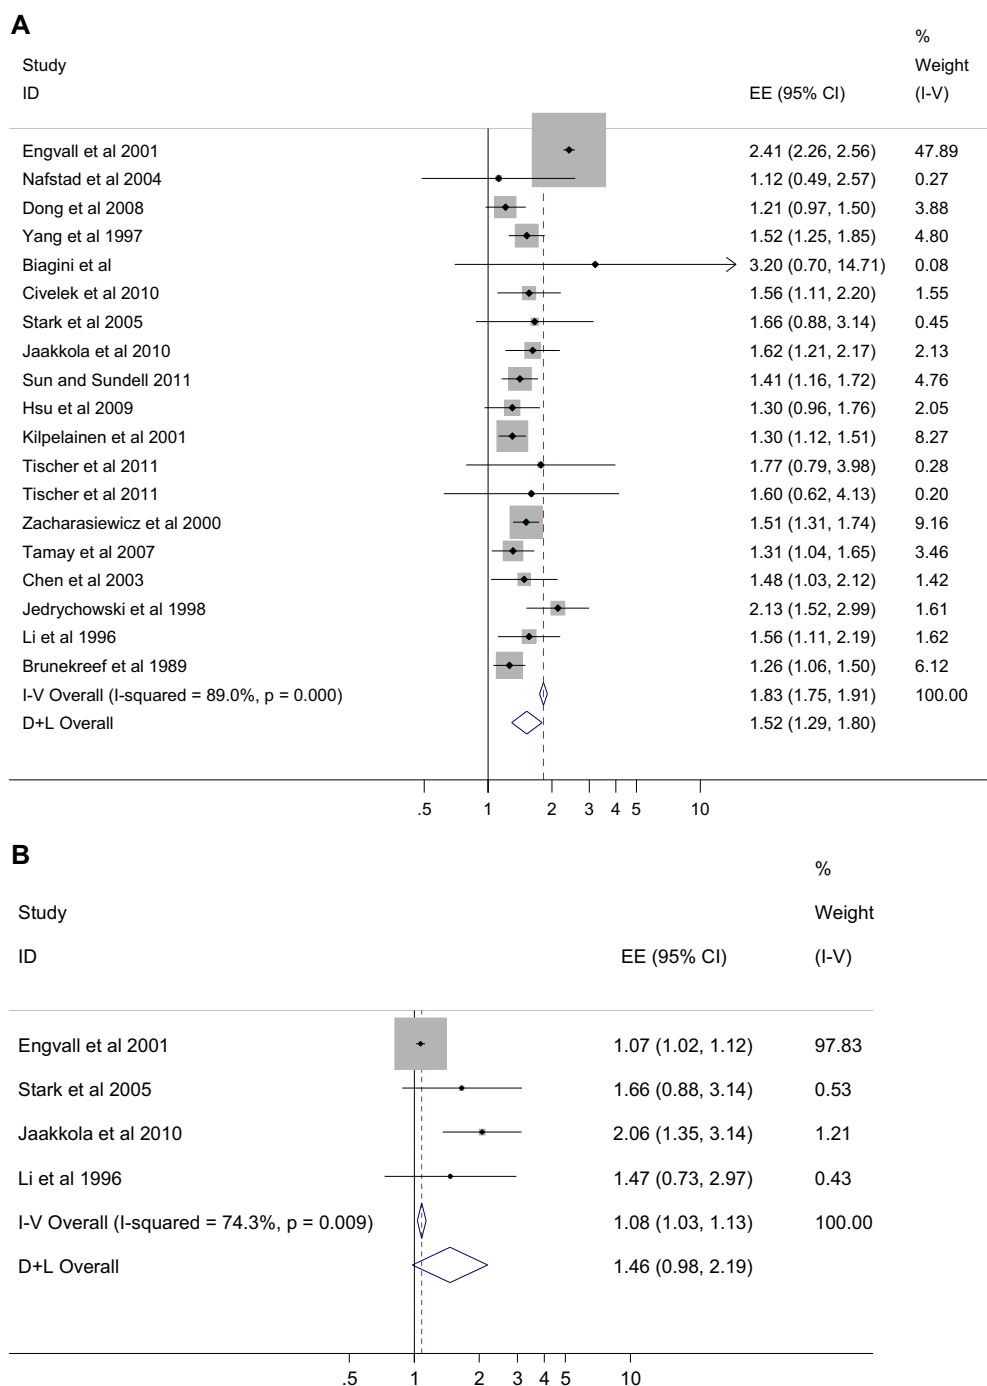 A
%
Study Weight
ID EE (95% CI) (I-V)
Engvall et al 2001 2.41 (2.26, 2.56) 47.89
Nafstad et al 2004 1.12 (0.49, 2.57) 0.27
Dong et al 2008 1.21 (0.97, 1.50) 3.88
Yang et al 1997 1.52 (1.25, 1.85) 4.80
Biagini et al 3.20 (0.70, 14.71) 0.08
Civelek et al 2010 1.56 (1.11, 2.20) 1.55
Stark et al 2005 1.66 (0.88, 3.14) 0.45
Jaakkola et al 2010 1.62 (1.21, 2.17) 2.13
Sun and Sundell 2011 1.41 (1.16, 1.72) 4.76
Hsu et al 2009 1.30 (0.96, 1.76) 2.05
Kilpelainen et al 2001 1.30 (1.12, 1.51) 8.27
Tischer et al 2011 1.77 (0.79, 3.98) 0.28
Tischer et al 2011 1.60 (0.62, 4.13) 0.20
Zacharasiewicz et al 2000 1.51 (1.31, 1.74) 9.16
Tamay et al 2007 1.31 (1.04, 1.65) 3.46
Chen et al 2003 1.48 (1.03, 2.12) 1.42
Jedrychowski et al 1998 2.13 (1.52, 2.99) 1.61
Li et al 1996 1.56 (1.11, 2.19) 1.62
Brunekreef et al 1989 1.26 (1.06, 1.50) 6.12
I-V Overall (I-squared = 89.0%, p = 0.000) 1.83 (1.75, 1.91) 100.00
D+L Overall 1.52 (1.29, 1.80)
.5 1 2 3 4 5 10
B
%
Study Weight
ID EE (95% CI) (I-V)
Engvall et al 2001 1.07 (1.02, 1.12) 97.83
Stark et al 2005 1.66 (0.88, 3.14) 0.53
Jaakkola et al 2010 2.06 (1.35, 3.14) 1.21
Li et al 1996 1.47 (0.73, 2.97) 0.43
I-V Overall (I-squared = 74.3%, p = 0.009) 1.08 (1.03, 1.13) 100.00
D+L Overall 1.46 (0.98, 2.19)
.5 1 2 3 4 5 10